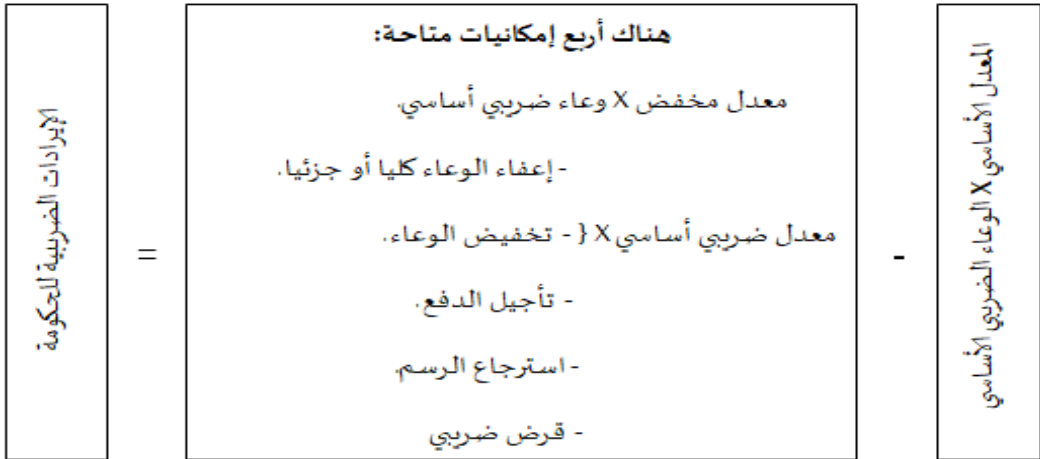 المعدل الأساسي X الوعاء الضريبي الأساسي
-
هناك أربع إمكانيات متاحة:
معدل مخفض X وعاء ضريبي أساسي.
- إعفاء الوعاء كليا أو جزئيا.
معدل ضريبي أساسي X { - تخفيض الوعاء.
- تأجيل الدفع.
- استرجاع الرسم.
- قرض ضريبي
=
الإيرادات الضريبية للحكومة